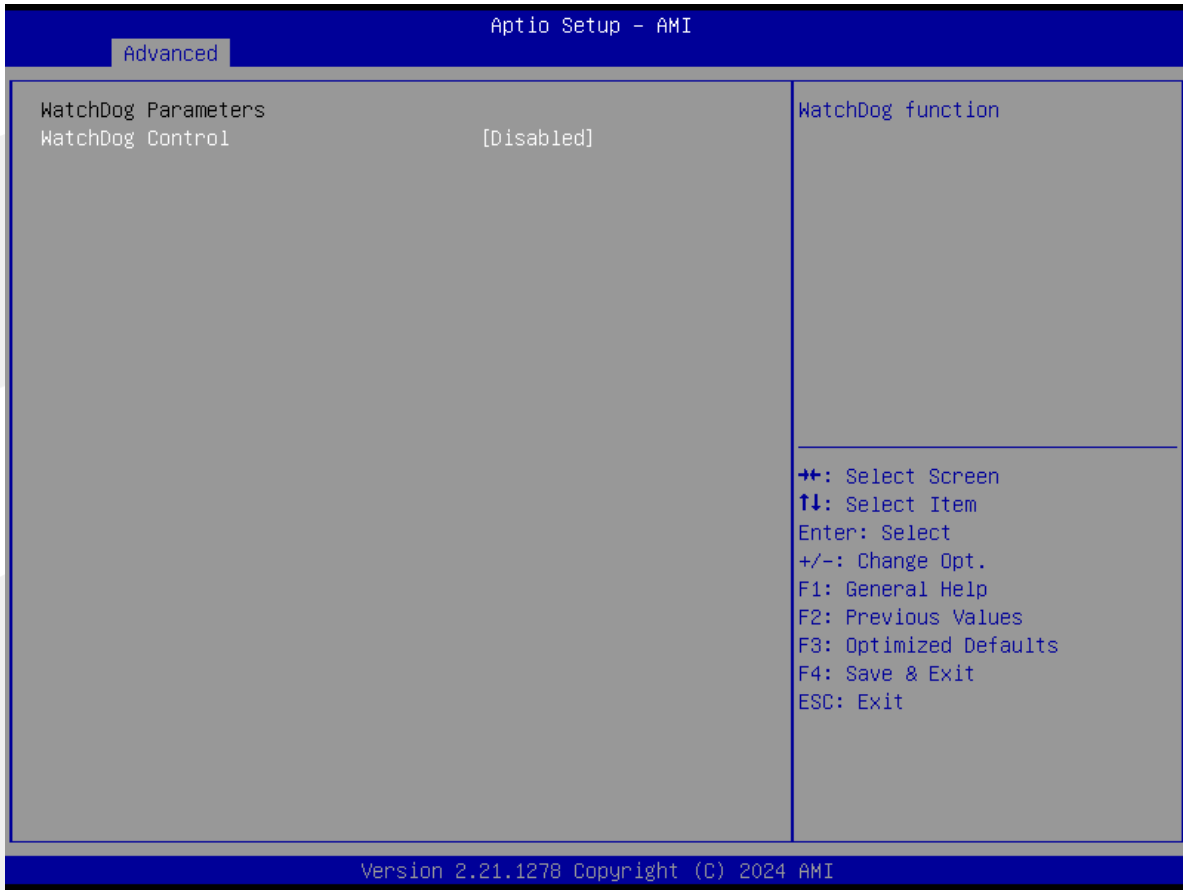 Aptio Setup – AMI
Advanced
WatchDog Parameters
WatchDog Control [Disabled]
WatchDog function
→←: Select Screen
↑↓: Select Item
Enter: Select
+/-: Change Opt.
F1: General Help
F2: Previous Values
F3: Optimized Defaults
F4: Save & Exit
ESC: Exit
Version 2.21.1278 Copyright (C) 2024 AMI